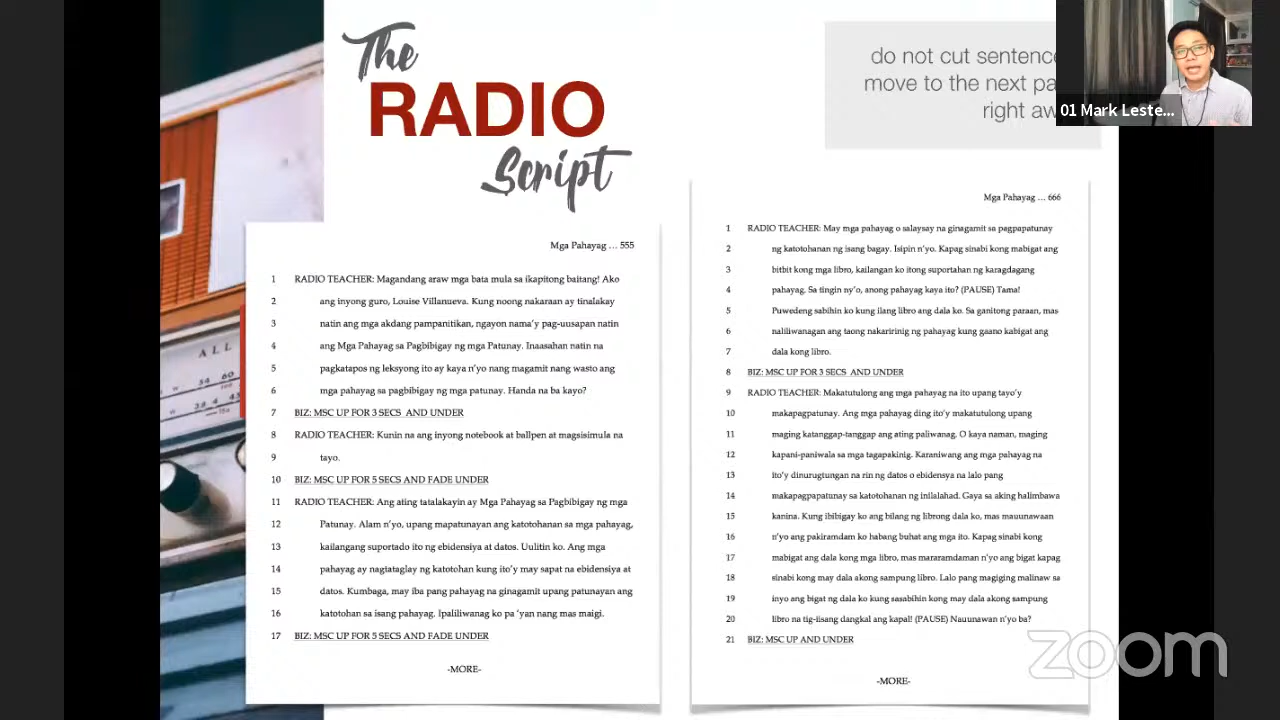 The
RADIO
Script
do not cut sentence
move to the next pa
right aw
01 Mark Leste...
Mga Pahayag ... 555
1 RADIO TEACHER: Magandang araw mga bata mula sa ikapitong baitang! Ako
2 ang inyong guro, Louise Villanueva. Kung noong nakaraan ay tinalakay
3 natin ang mga akdang pampanitikan, ngayon nama'y pag-uusapan natin
4 ang Mga Pahayag sa Pagbibigay ng mga Patunay. Inaasahan natin na
5 pagkatapos ng leksyong ito ay kaya n'yo nang magamit nang wasto ang
6 mga pahayag sa pagbibigay ng mga patunay. Handa na ba kayo?
7 BIZ: MSC UP FOR 3 SECS AND UNDER
8 RADIO TEACHER: Kunin na ang inyong notebook at ballpen at magsisimula na
9 tayo.
10 BIZ: MSC UP FOR 5 SECS AND FADE UNDER
11 RADIO TEACHER: Ang ating tatalakayin ay Mga Pahayag sa Pagbibigay ng mga
12 Patunay. Alam n'yo, upang mapatunayan ang katotohanan sa mga pahayag,
13 kailangang suportado ito ng ebidensiya at datos. Uulitin ko. Ang mga
14 pahayag ay nagtataglay ng katotohan kung ito'y may sapat na ebidensiya at
15 datos. Kumbaga, may iba pang pahayag na ginagamit upang patunayan ang
16 katotohan sa isang pahayag. Ipaliliwanag ko pa 'yan nang mas maigi.
17 BIZ: MSC UP FOR 5 SECS AND FADE UNDER
-MORE-
Mga Pahayag ... 666
1 RADIO TEACHER: May mga pahayag o salaysay na ginagamit sa pagpapatunay
2 ng katotohanan ng isang bagay. Isipin n'yo. Kapag sinabi kong mabigat ang
3 bitbit kong mga libro, kailangan ko itong suportahan ng karagdagang
4 pahayag. Sa tingin ny'o, anong pahayag kaya ito? (PAUSE) Tama!
5 Puwedeng sabihin ko kung ilang libro ang dala ko. Sa ganitong paraan, mas
6 naliliwanagan ang taong nakaririnig ng pahayag kung gaano kabigat ang
7 dala kong libro.
8 BIZ: MSC UP FOR 3 SECS AND UNDER
9 RADIO TEACHER: Makatutulong ang mga pahayag na ito upang tayo'y
10 makapagpatunay. Ang mga pahayag ding ito'y makatutulong upang
11 maging katanggap-tanggap ang ating paliwanag. O kaya naman, maging
12 kapani-paniwala sa mga tagapakinig. Karaniwang ang mga pahayag na
13 ito'y dinurugtungan na rin ng datos o ebidensya na lalo pang
14 makapagpapatunay sa katotohanan ng inilalahad. Gaya sa aking halimbawa
15 kanina. Kung ibibigay ko ang bilang ng librong dala ko, mas mauunawaan
16 n'yo ang pakiramdam ko habang buhat ang mga ito. Kapag sinabi kong
17 mabigat ang dala kong mga libro, mas mararamdaman n'yo ang bigat kapag
18 sinabi kong may dala akong sampung libro. Lalo pang magiging malinaw sa
19 inyo ang bigat ng dala ko kung sasabihin kong may dala akong sampung
20 libro na tig-iisang dangkal ang kapal! (PAUSE) Nauunawan n'yo ba?
21 BIZ: MSC UP AND UNDER
-MORE-
ALL
54 60
zoom